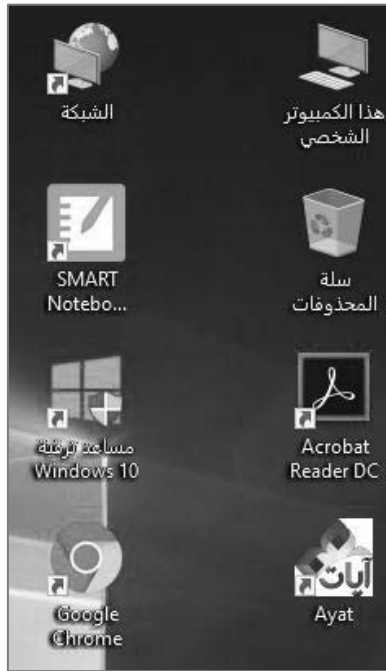 هذا الكمبيوتر
الشخصي
الشبكة
سلة
المحذوفات
SMART
Notebo...
Acrobat
Reader DC
مساعد ترقية
Windows 10
آيات
Ayat
Google
Chrome